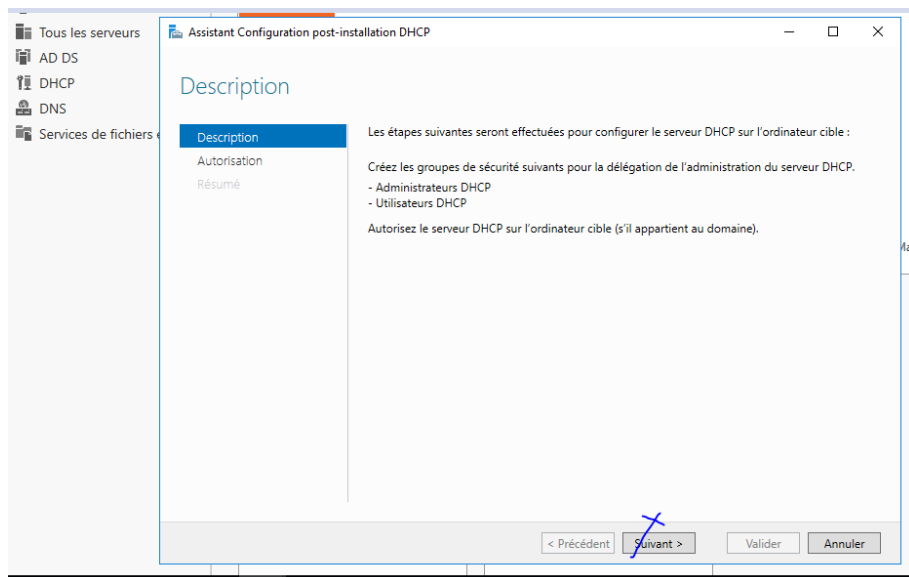 Tous les serveurs
AD DS
DHCP
DNS
Services de fichiers
Assistant Configuration post-installation DHCP
Description
Description
Autorisation
Résumé
Les étapes suivantes seront effectuées pour configurer le serveur DHCP sur l'ordinateur cible :
Créez les groupes de sécurité suivants pour la délégation de l'administration du serveur DHCP.
- Administrateurs DHCP
- Utilisateurs DHCP
Autorisez le serveur DHCP sur l'ordinateur cible (s'il appartient au domaine).
< Précédent
Suivant >
Valider
Annuler